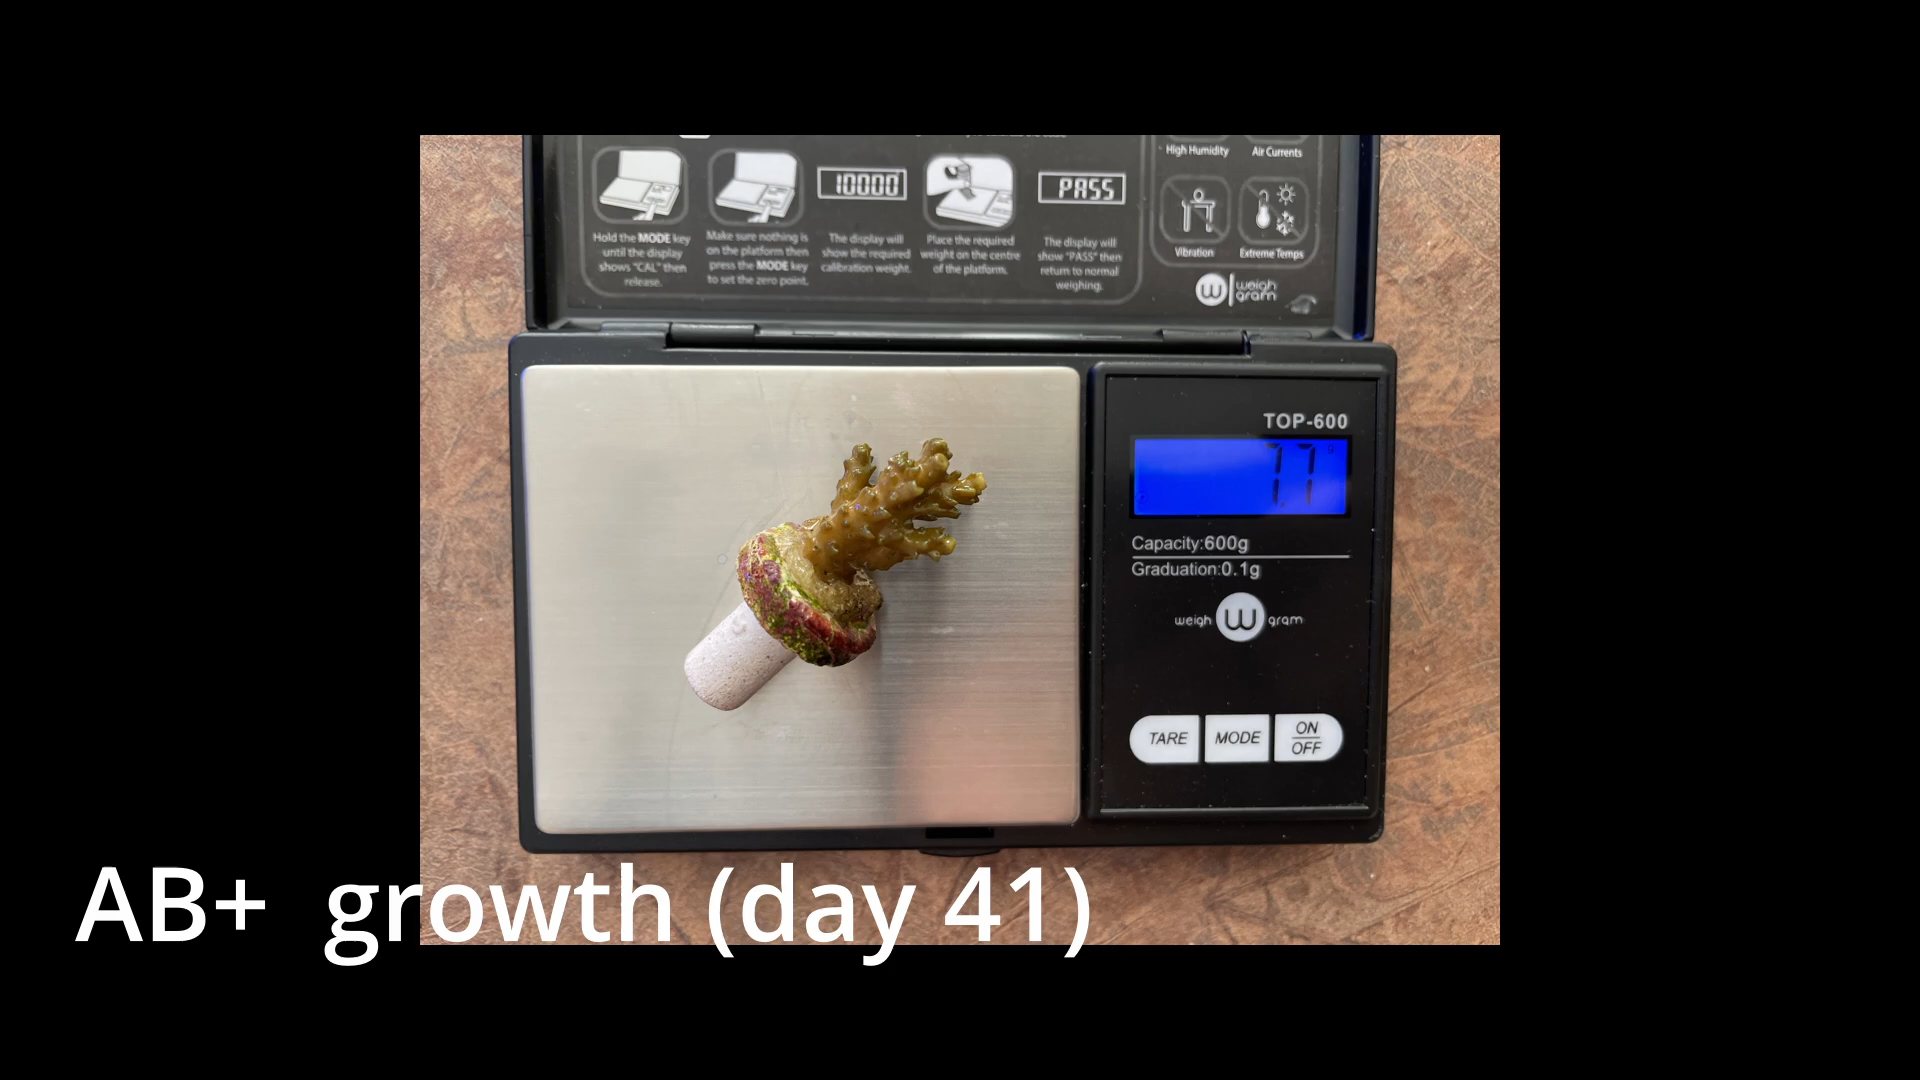 High Humidity
Air Currents
10000
PASS
Hold the MODE key
until the display
shows "CAL" then
release.
Make sure nothing is
on the platform then
press the MODE key
to set the zero point.
The display will
show the required
calibration weight.
Place the required
weight on the centre
of the platform.
The display will
show "PASS" then
return to normal
weighing.
Vibration
Extreme Temps
W weigh
gram
TOP-600
7.7 g
Capacity:600g
Graduation:0.1g
weigh W gram
TARE
MODE
ON
OFF
AB+ growth (day 41)